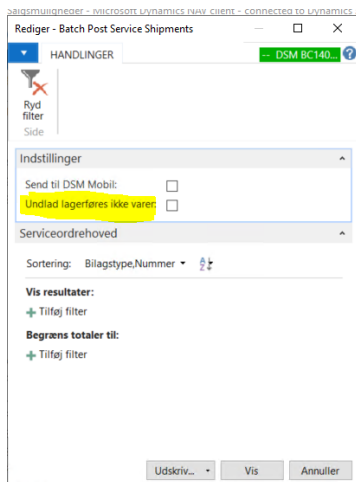 Salgsmuligheder - Microsoft Dynamics NAV client - connected to Dynamics
Rediger - Batch Post Service Shipments
HANDLINGER
-- DSM BC140...
Ryd
filter
Side
Indstillinger
Send til DSM Mobil:
Undlad lagerføres ikke varer:
Serviceordrehoved
Sortering: Bilagstype,Nummer
Vis resultater:
Tilføj filter
Begræns totaler til:
Tilføj filter
Udskriv... Vis Annuller